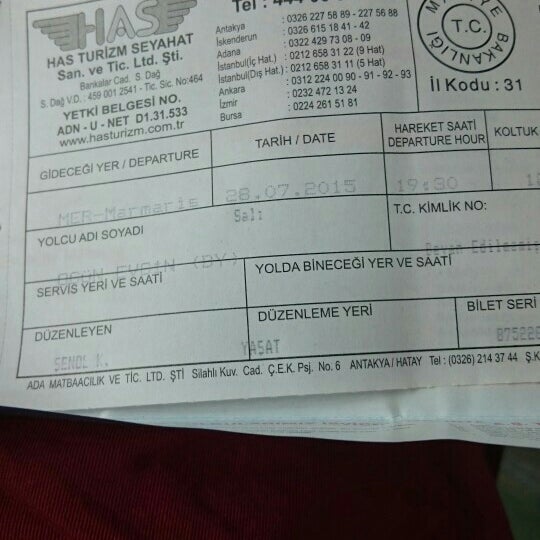 HAS
HAS TURİZM SEYAHAT
San. ve Tic. Ltd. Şti.
Bankalar Cad. S. Dağ
S. Dağ V.D. : 459 001 2541 - Tic. Sic. No:464
YETKİ BELGESİ NO.
ADN - U - NET D1.31.533
www.hasturizm.com.tr
Tel : 444
Antakya : 0326 227 58 89 - 227 56 88
İskenderun : 0326 615 18 41 - 42
Adana : 0322 429 73 08 - 09
İstanbul(İç Hat.) : 0212 658 31 22 (9 Hat)
İstanbul(Dış Hat.) : 0212 658 31 11 (5 Hat)
Ankara : 0312 224 00 90 - 91 - 92 - 93
İzmir : 0232 472 13 24
Bursa : 0224 261 51 81
T.C.
BAKANLIĞI
İl Kodu : 31
GİDECEĞİ YER / DEPARTURE
TARİH / DATE
HAREKET SAATİ
DEPARTURE HOUR
KOLTUK
MER-Marmaris
28.07.2015
19:30
Salı
YOLCU ADI SOYADI
T.C. KİMLİK NO:
Beyan
SERVİS YERİ VE SAATİ
YOLDA BİNECEĞİ YER VE SAATİ
DÜZENLEYEN
DÜZENLEME YERİ
BİLET SERİ
SENOL K.
YASAT
875228
ADA MATBAACILIK VE TİC. LTD. ŞTİ Silahlı Kuv. Cad. Ç.E.K. Psj. No. 6 ANTAKYA/HATAY Tel : (0326) 214 37 44 Ş.K.